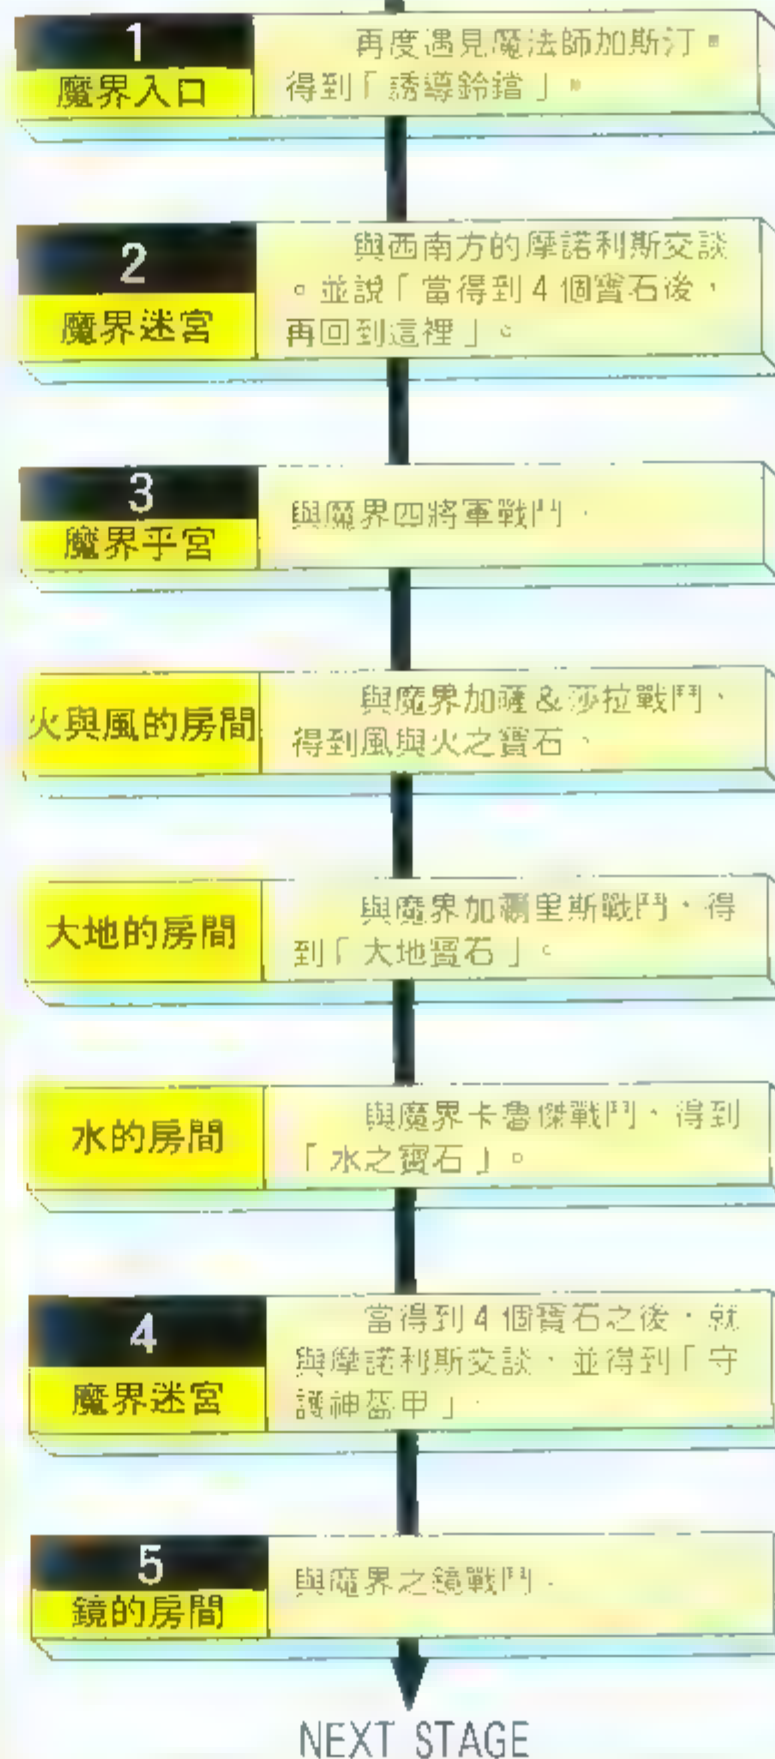 1
魔界入口
再度遇見魔法師加斯汀。
得到「誘導鈴鐺」。
2
魔界迷宮
與西南方的摩諾利斯交談
。並說「當得到4個寶石後，
再回到這裡」。
3
魔界乎宮
與魔界四將軍戰鬥．
火與風的房間
與魔界加薩&莎拉戰鬥、
得到風與火之寶石、
大地的房間
與魔界加爾里斯戰鬥，得
到「大地寶石」。
水的房間
與魔界卡魯傑戰鬥、得到
「水之寶石」。
4
魔界迷宮
當得到4個寶石之後，就
與摩諾利斯交談，並得到「守
護神盔甲」．
5
鏡的房間
與魔界之鏡戰鬥．
NEXT STAGE